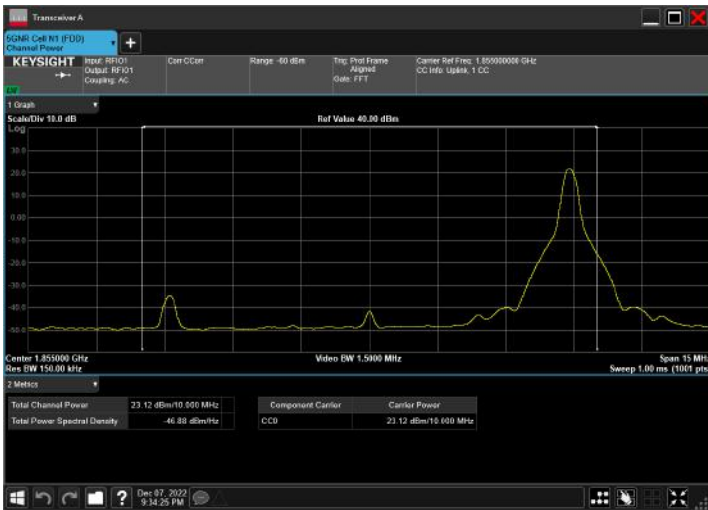 Transceiver A
5GNR Cell N1 (FDD)
Channel Power
KEYSIGHT
Input: RFIO1
Output: RFIO1
Coupling: AC
Corr CCorr
Range: -60 dBm
Trig: Prot Frame
Aligned
Gate: FFT
Carrier Ref Freq: 1.855000000 GHz
CC Info: Uplink, 1 CC
1 Graph
Scale/Div 10.0 dB
Ref Value 40.00 dBm
Log
30.0
20.0
10.0
0.00
-10.0
-20.0
-30.0
-40.0
-50.0
Center 1.855000 GHz
Video BW 1.5000 MHz
Span 15 MHz
Res BW 150.00 kHz
Sweep 1.00 ms (1001 pts
2 Metrics
Total Channel Power 23.12 dBm/10.000 MHz
Total Power Spectral Density -46.88 dBm/Hz
Component Carrier Carrier Power
CC0 23.12 dBm/10.000 MHz
Dec 07, 2022
9:34:25 PM